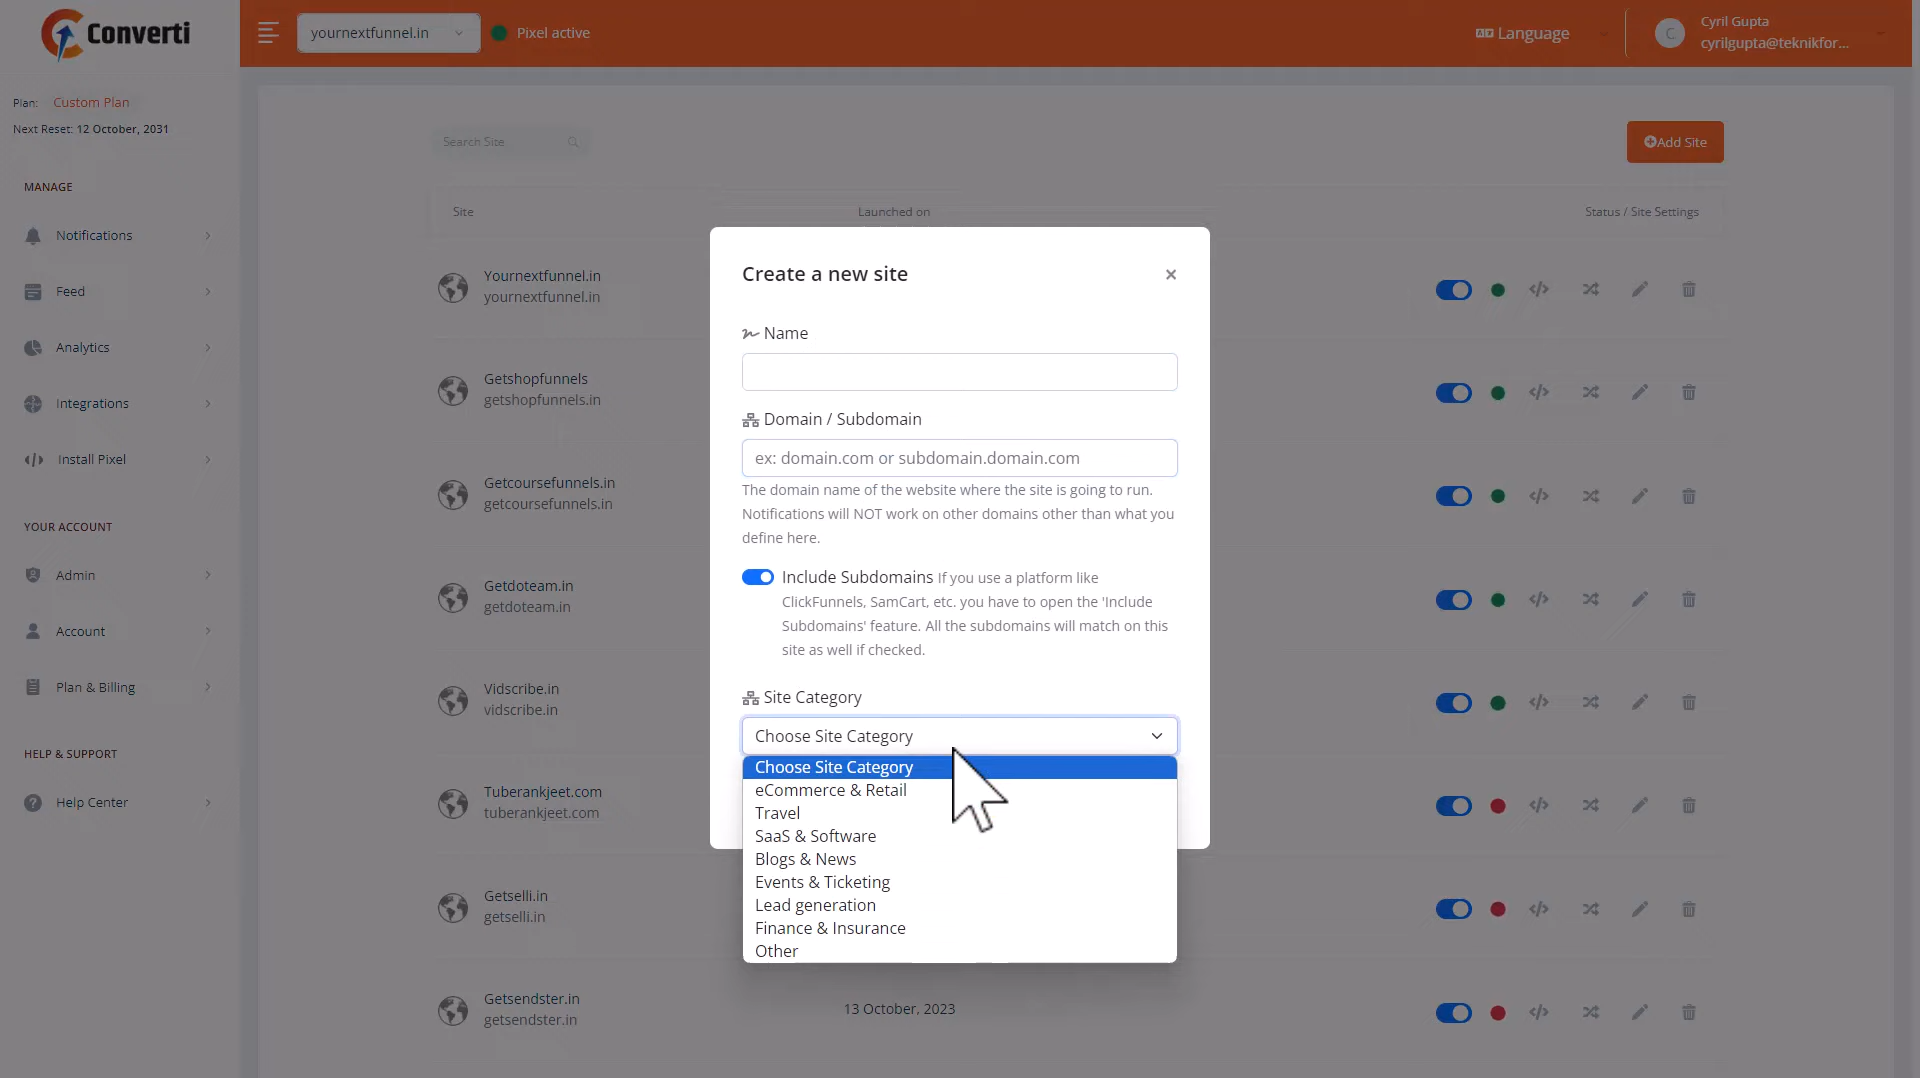 Converti
yournextfunnel.in
Pixel active
Language
C
Cyril Gupta
cyrilgupta@teknikfor...
Plan: Custom Plan
Next Reset: 12 October, 2031
MANAGE
Notifications
Feed
Analytics
Integrations
Install Pixel
YOUR ACCOUNT
Admin
Account
Plan & Billing
HELP & SUPPORT
Help Center
Search Site
Add Site
Site
Launched on
Status / Site Settings
Yournextfunnel.in
yournextfunnel.in
Getshopfunnels
getshopfunnels.in
Getcoursefunnels.in
getcoursefunnels.in
Getdoteam.in
getdoteam.in
Vidscribe.in
vidscribe.in
Tuberankjeet.com
tuberankjeet.com
Getselli.in
getselli.in
Getsendster.in
getsendster.in
13 October, 2023
Create a new site
Name
Domain / Subdomain
ex: domain.com or subdomain.domain.com
The domain name of the website where the site is going to run.
Notifications will NOT work on other domains other than what you
define here.
Include Subdomains If you use a platform like
ClickFunnels, SamCart, etc. you have to open the 'Include
Subdomains' feature. All the subdomains will match on this
site as well if checked.
Site Category
Choose Site Category
Choose Site Category
eCommerce & Retail
Travel
SaaS & Software
Blogs & News
Events & Ticketing
Lead generation
Finance & Insurance
Other